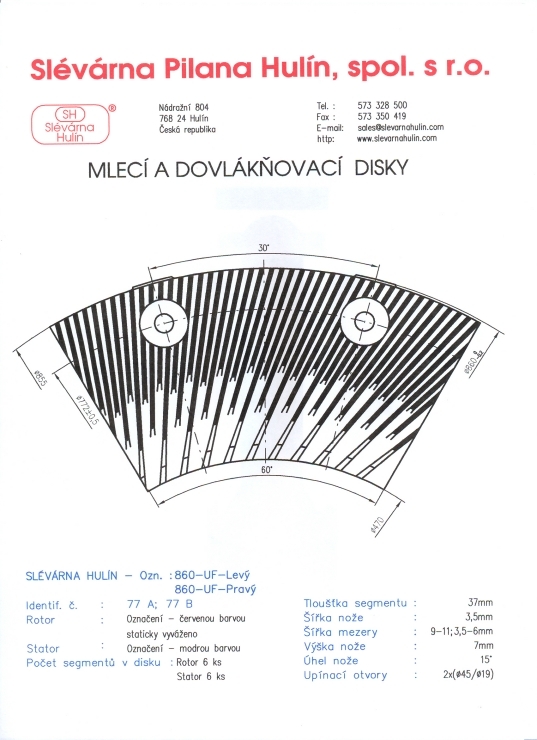 Slévárna Pilana Hulín, spol. s r.o.
SH
Slévárna
Hulín
®
Nádražní 804
768 24 Hulín
Česká republika
Tel. : 573 328 500
Fax : 573 350 419
E-mail: sales@slevarnahulin.com
http: www.slevarnahulin.com
MLECÍ A DOVLÁKŇOVACÍ DISKY
30°
ø855
ø772±0,5
ø860
60°
ø470
SLÉVÁRNA HULÍN - Ozn. : 860-UF-Levý
860-UF-Pravý
Identif. č. : 77 A; 77 B
Rotor : Označení - červenou barvou
staticky vyváženo
Stator : Označení - modrou barvou
Počet segmentů v disku : Rotor 6 ks
Stator 6 ks
Tloušťka segmentu : 37mm
Šířka nože : 3,5mm
Šířka mezery : 9-11; 3,5-6mm
Výška nože : 7mm
Úhel nože : 15°
Upínací otvory : 2x(ø45/ø19)